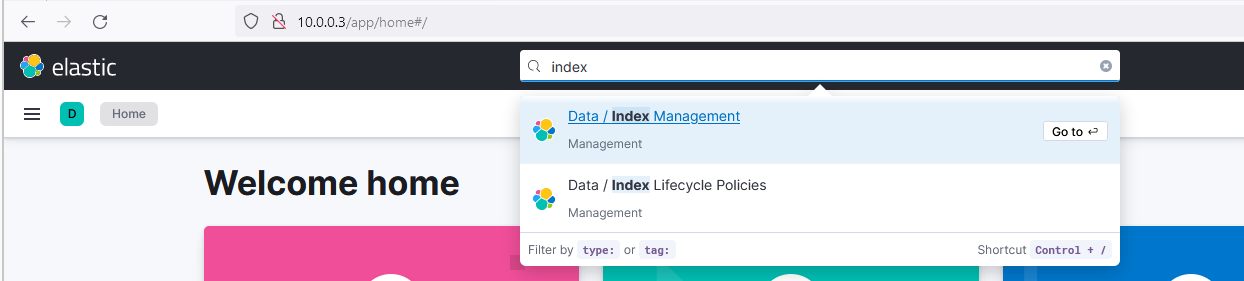 10.0.0.3/app/home#/
elastic
index
D
Home
Data / Index Management
Management
Go to ⏎
Welcome home
Data / Index Lifecycle Policies
Management
Filter by type: or tag:
Shortcut Control + /